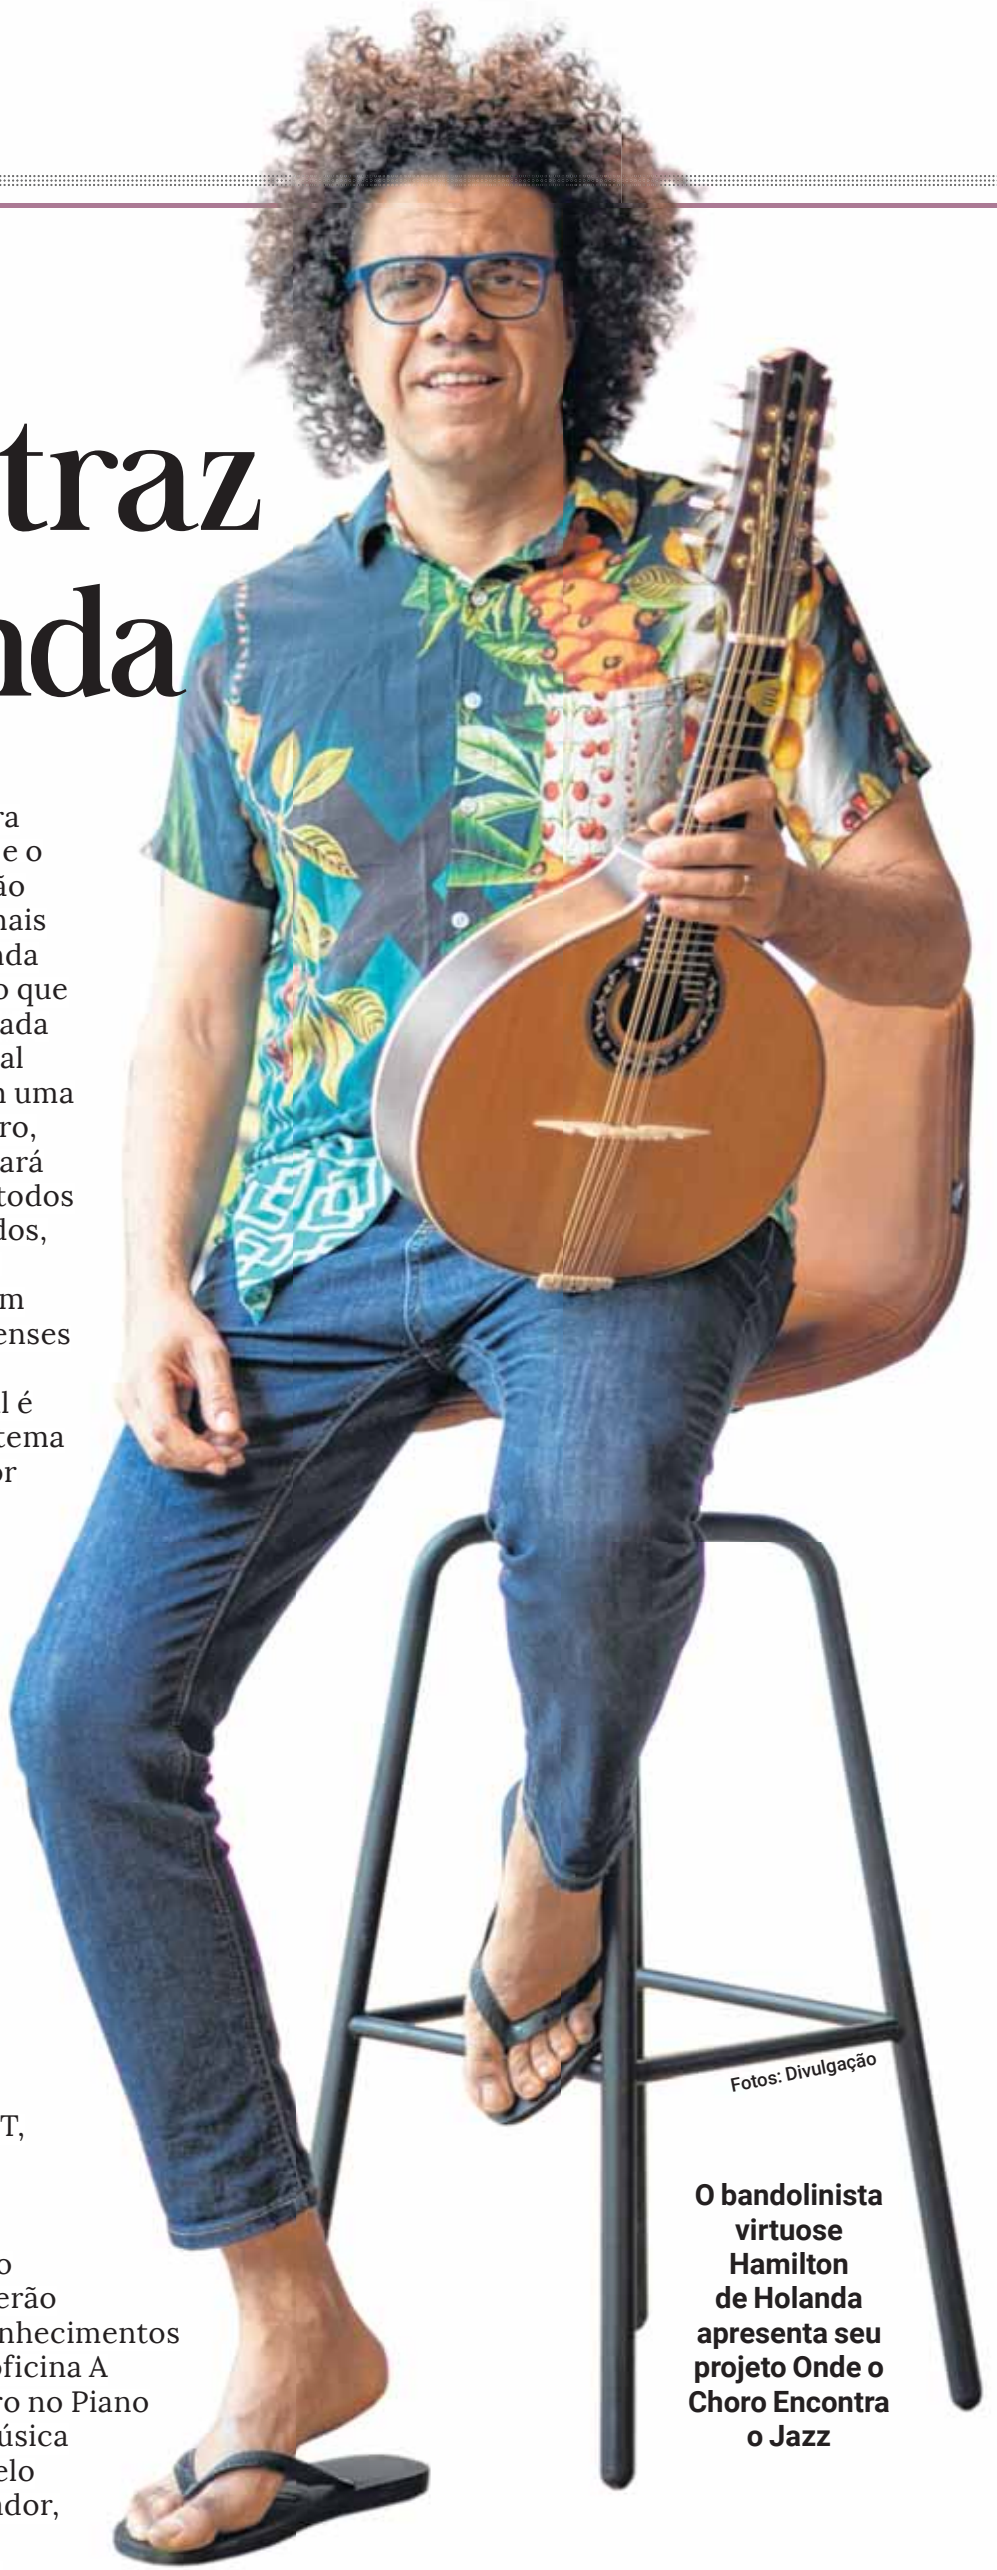 traz
nda
ra
e o
ão
nais
nda
o que
ada
al
n uma
ro,
ará
todos
dos,
m
enses
l é
tema
or
T,
o
erão
nhecimentos
oficina A
ro no Piano
úsica
elo
ador,
Fotos: Divulgação
O bandolinista
virtuose
Hamilton
de Holanda
apresenta seu
projeto Onde o
Choro Encontra
o Jazz